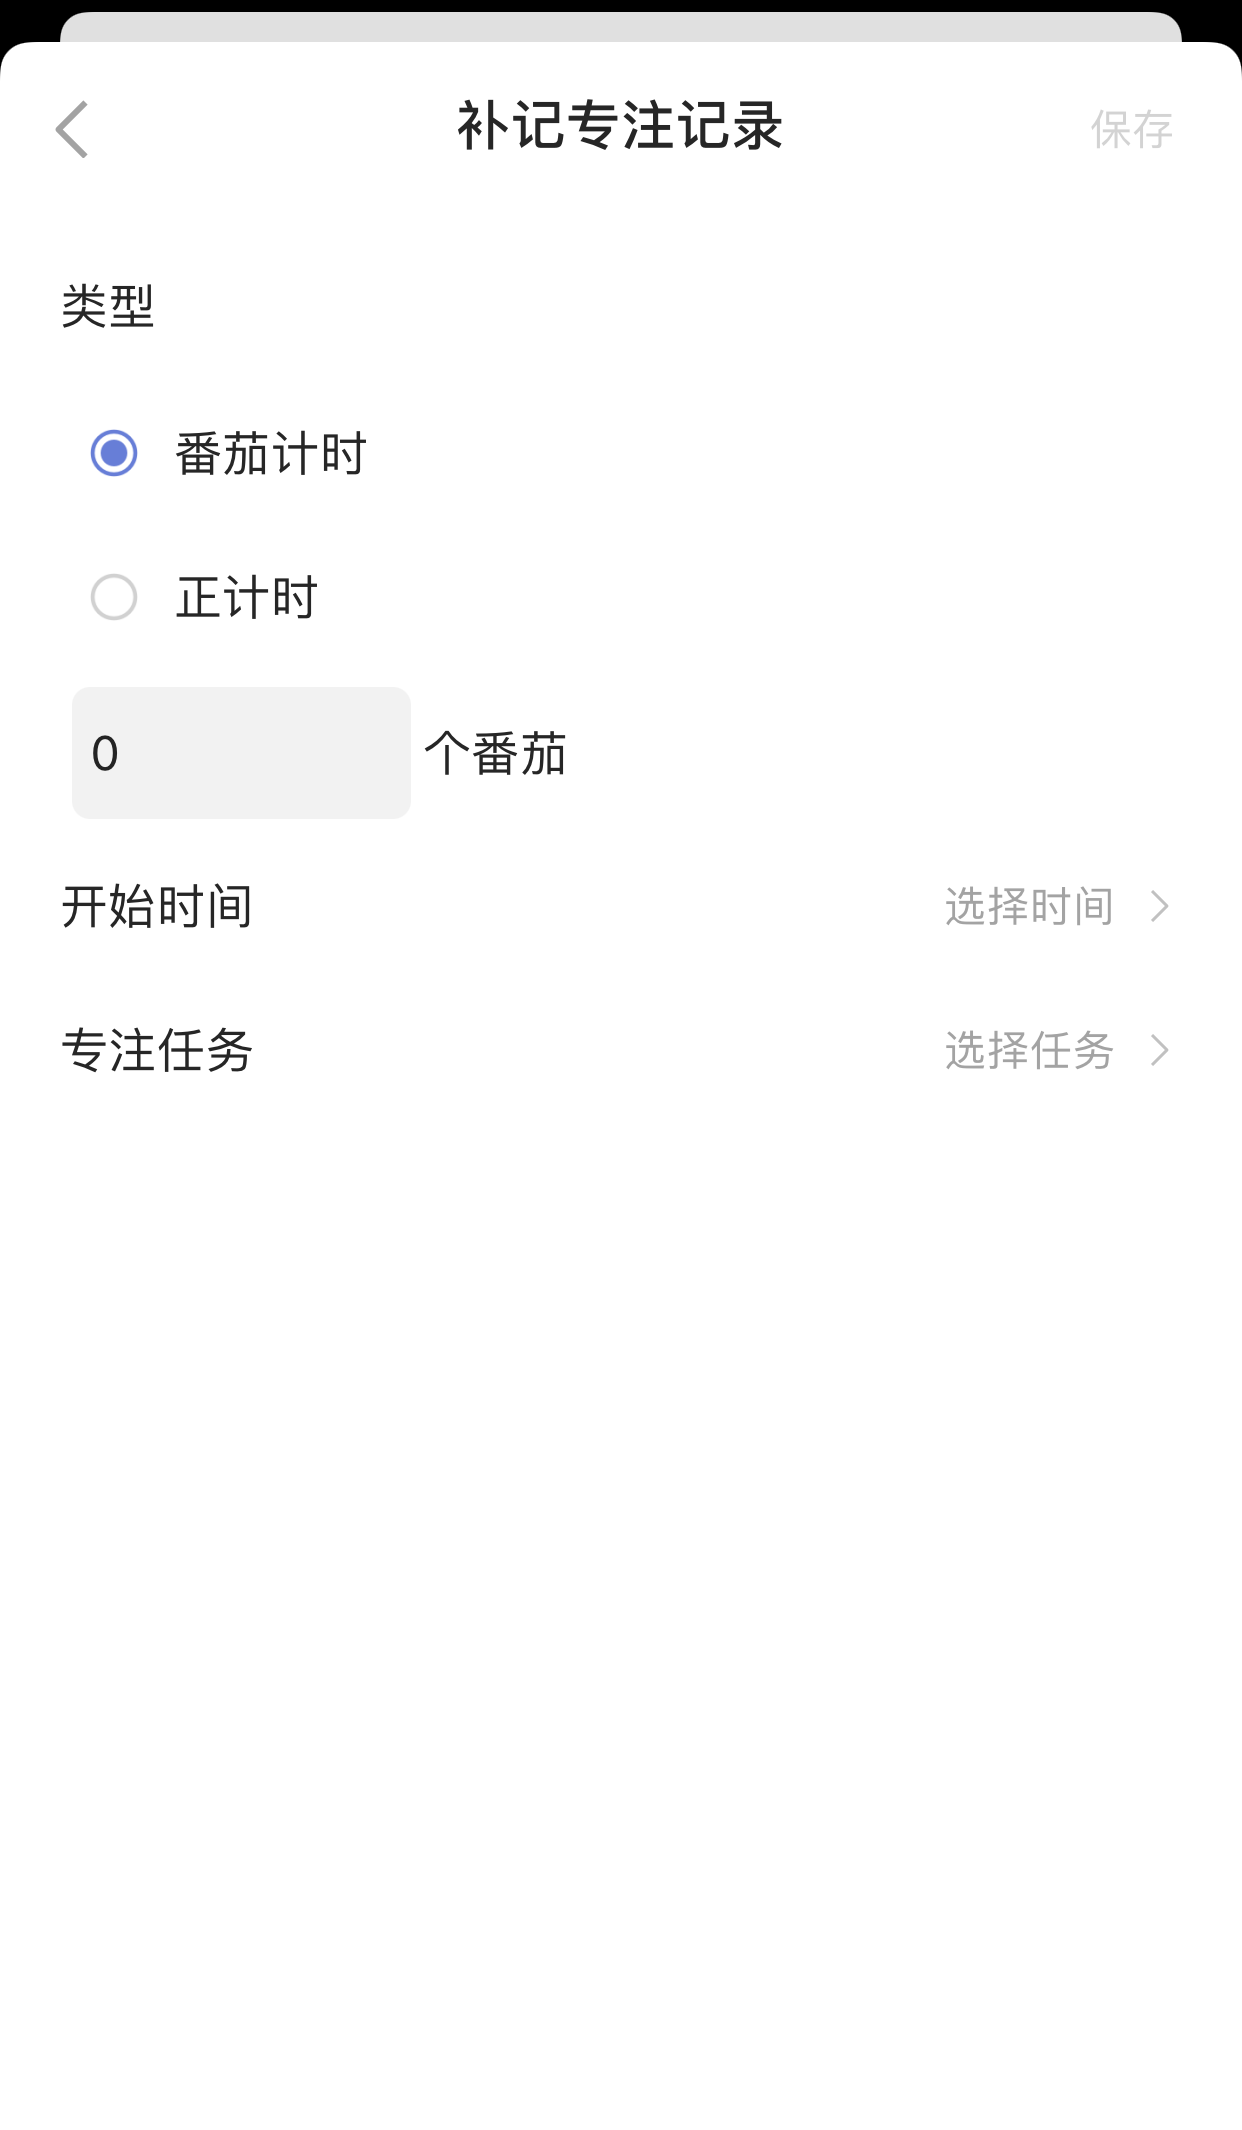 补记专注记录
保存
类型
番茄计时
正计时
0 个番茄
开始时间 选择时间
专注任务 选择任务